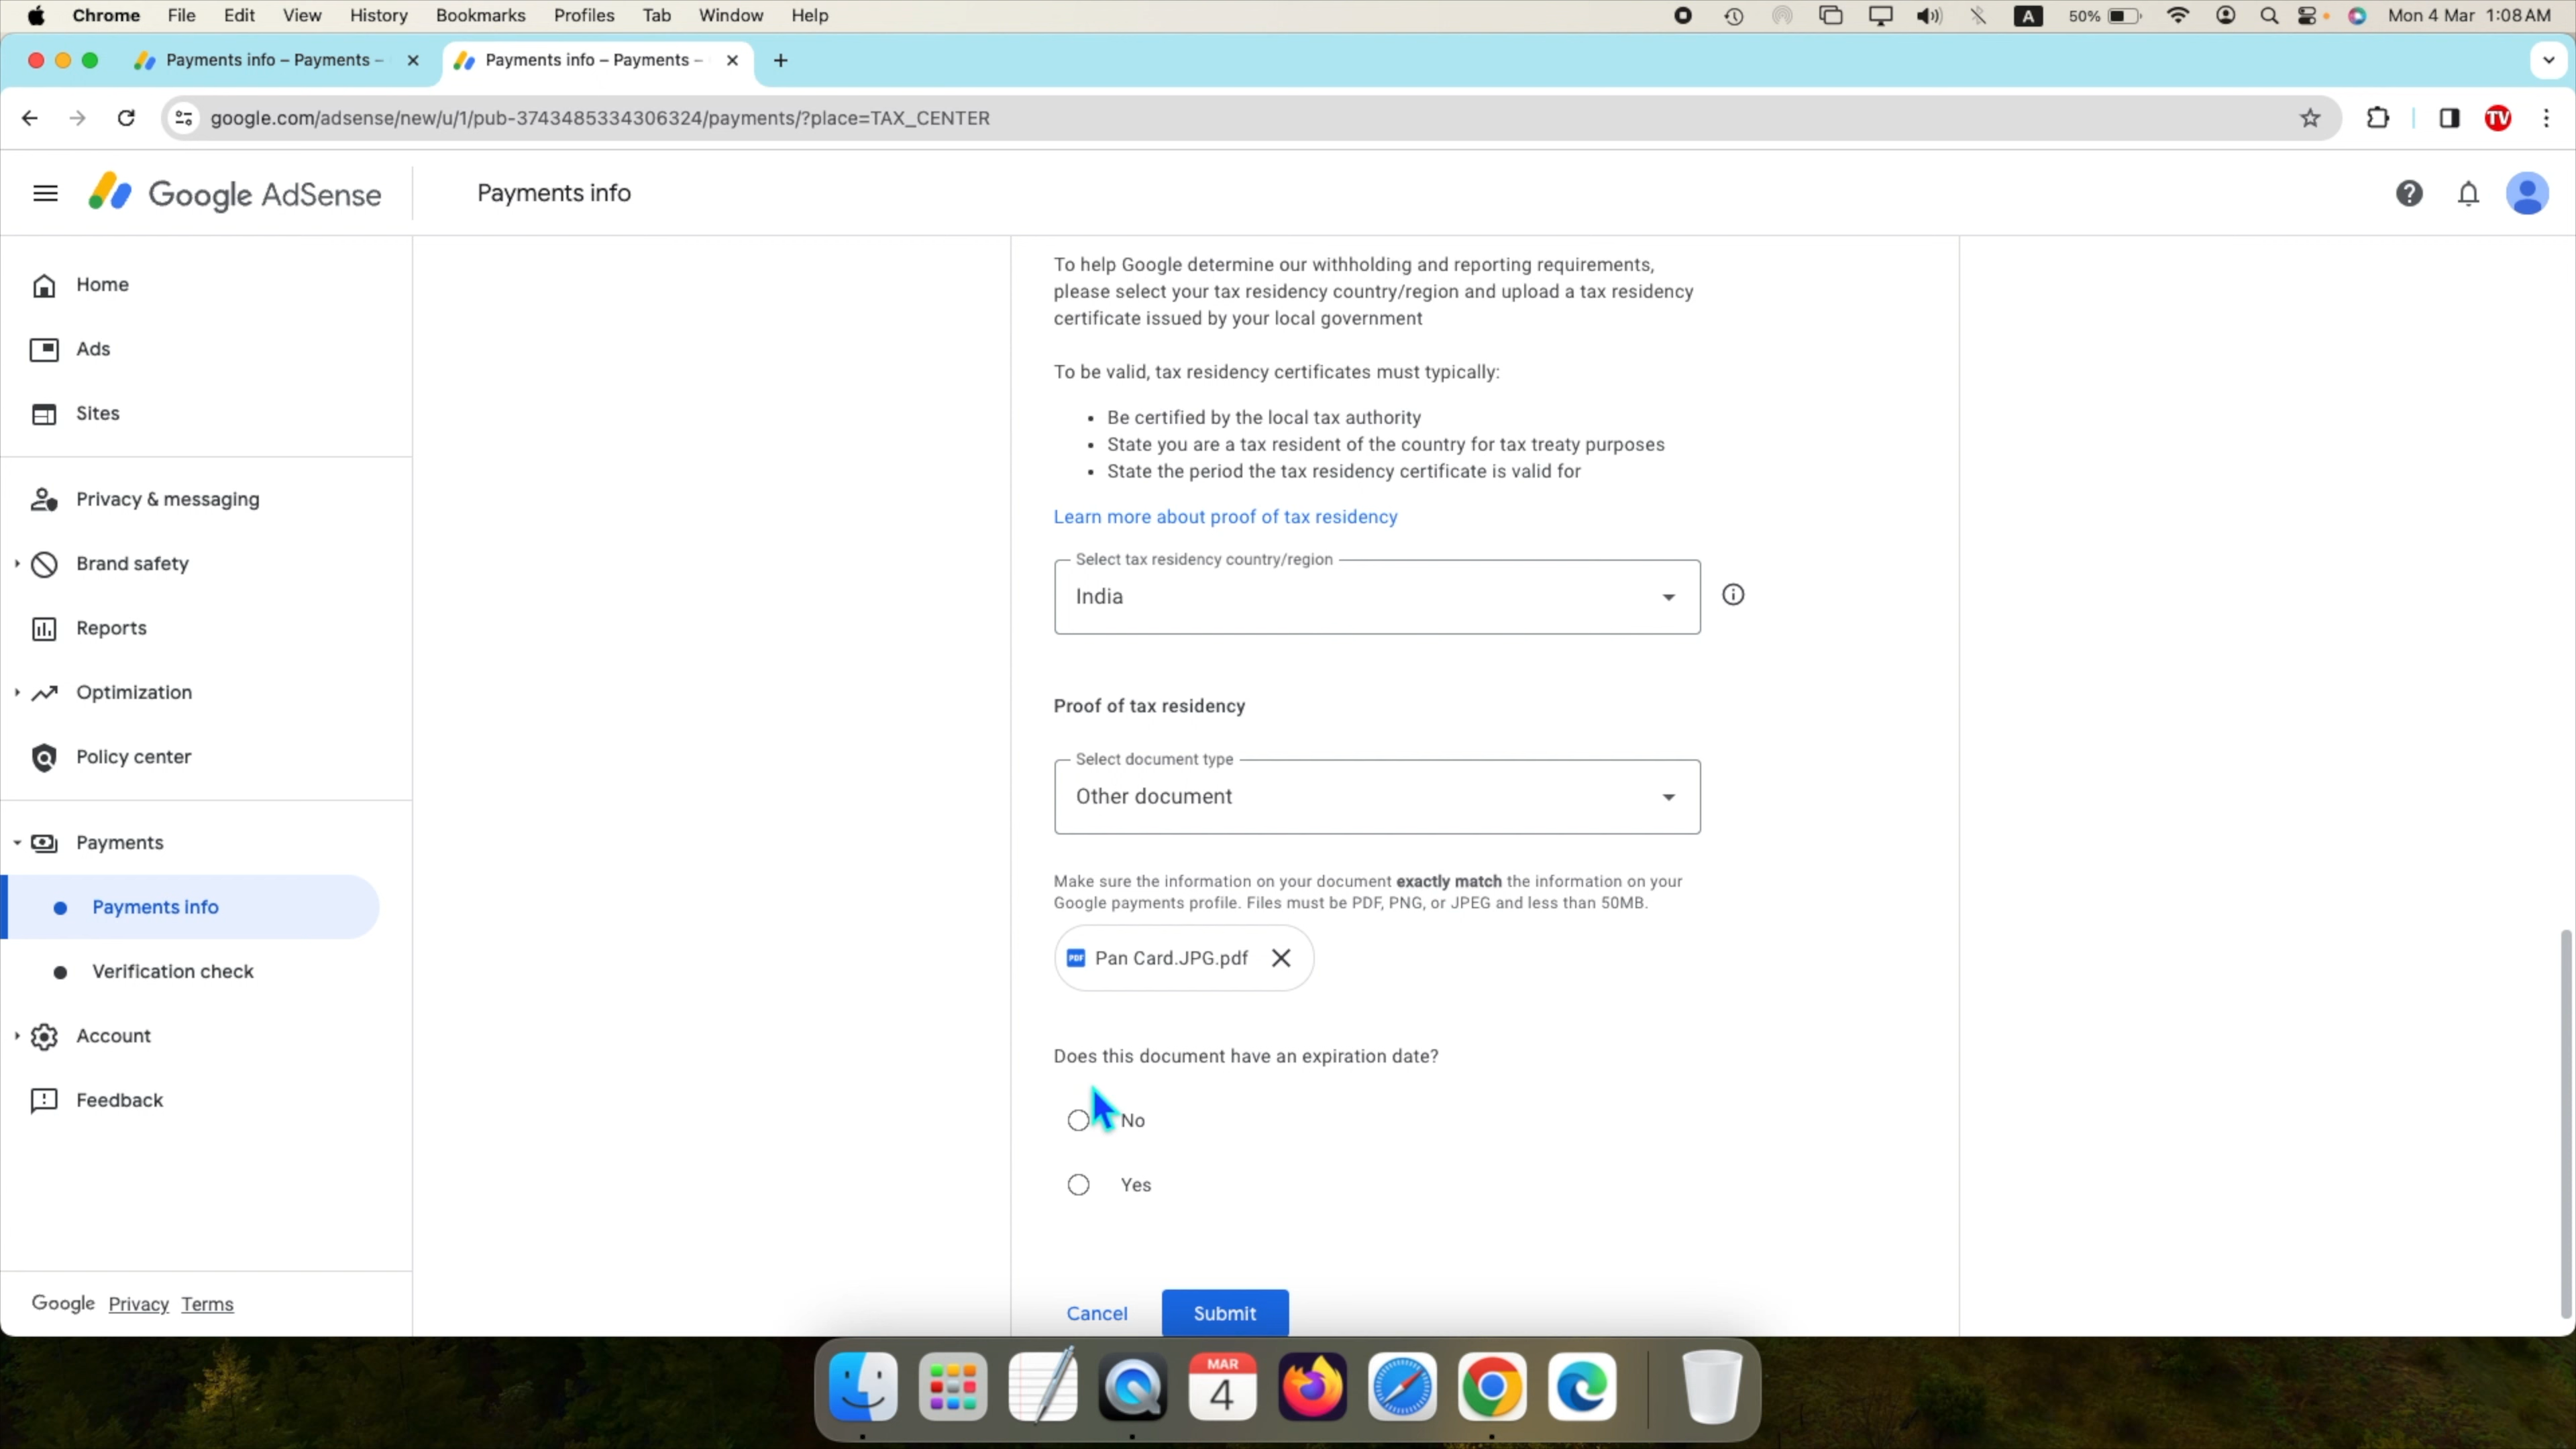 Chrome File Edit View History Bookmarks Profiles Tab Window Help A 50% Mon 4 Mar 1:08 AM
Payments info – Payments – Payments info – Payments –
google.com/adsense/new/u/1/pub-3743485334306324/payments/?place=TAX_CENTER TV
Google AdSense Payments info
Home
Ads
Sites
Privacy & messaging
Brand safety
Reports
Optimization
Policy center
Payments
Payments info
Verification check
Account
Feedback
Google Privacy Terms
To help Google determine our withholding and reporting requirements,
please select your tax residency country/region and upload a tax residency
certificate issued by your local government
To be valid, tax residency certificates must typically:
• Be certified by the local tax authority
• State you are a tax resident of the country for tax treaty purposes
• State the period the tax residency certificate is valid for
Learn more about proof of tax residency
Select tax residency country/region
India
Proof of tax residency
Select document type
Other document
Make sure the information on your document exactly match the information on your
Google payments profile. Files must be PDF, PNG, or JPEG and less than 50MB.
PDF Pan Card.JPG.pdf
Does this document have an expiration date?
No
Yes
Cancel Submit
MAR
4